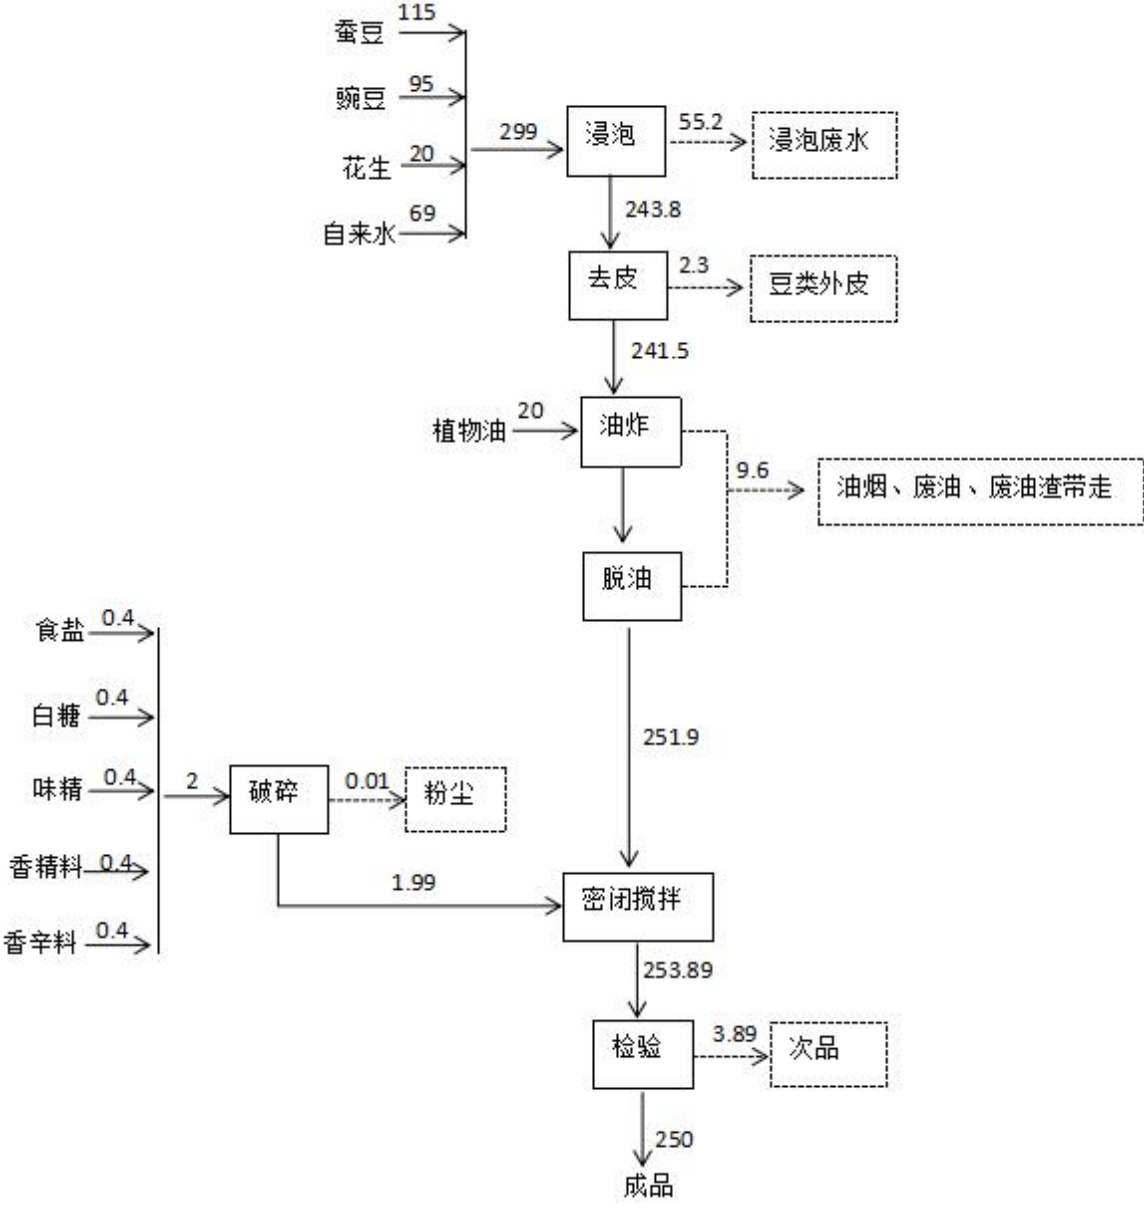 蚕豆
115
豌豆
95
花生
20
自来水
69
299
浸泡
55.2
浸泡废水
243.8
去皮
2.3
豆类外皮
241.5
植物油
20
油炸
9.6
油烟、废油、废油渣带走
脱油
食盐
0.4
白糖
0.4
味精
0.4
香精料
0.4
香辛料
0.4
2
破碎
0.01
粉尘
1.99
251.9
密闭搅拌
253.89
检验
3.89
次品
250
成品